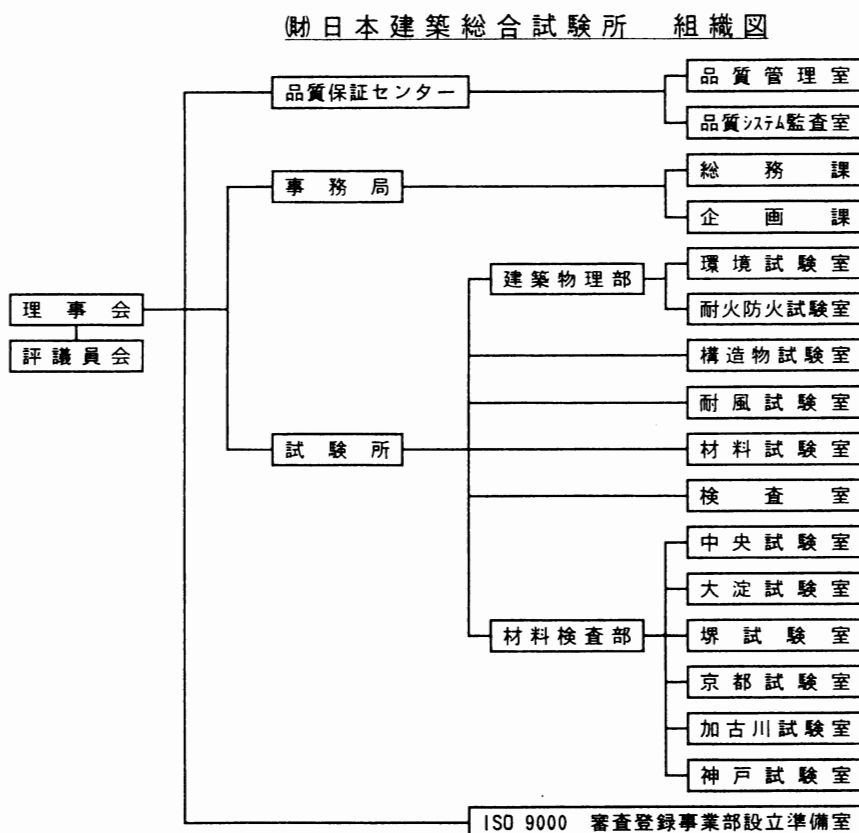 ㈶日本建築総合試験所 組織図
品質保証センター
品質管理室
品質システム監査室
事務局
総務課
企画課
理事会
評議員会
試験所
建築物理部
環境試験室
耐火防火試験室
構造物試験室
耐風試験室
材料試験室
検査室
材料検査部
中央試験室
大淀試験室
堺試験室
京都試験室
加古川試験室
神戸試験室
ISO 9000 審査登録事業部設立準備室